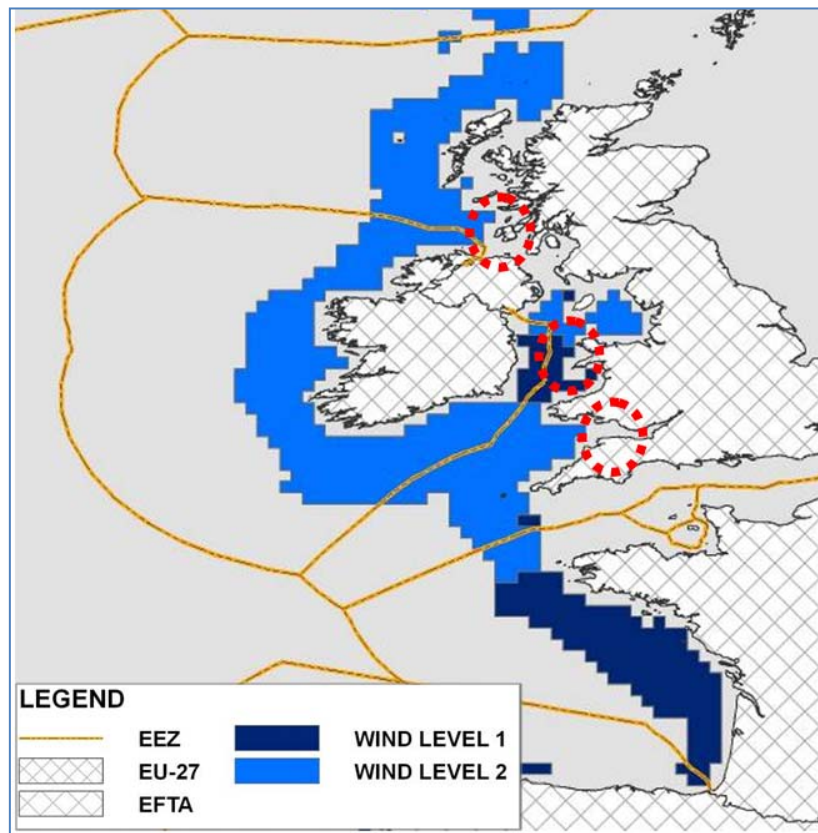 LEGEND
EEZ
EU-27
EFTA
WIND LEVEL 1
WIND LEVEL 2